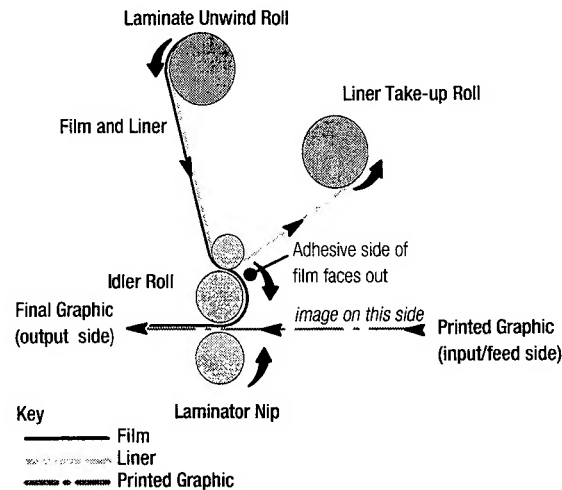 Laminate Unwind Roll
Liner Take-up Roll
Film and Liner
Adhesive side of
film faces out
Idler Roll
Final Graphic
(output side)
image on this side
Printed Graphic
(input/feed side)
Laminator Nip
Key
Film
Liner
Printed Graphic